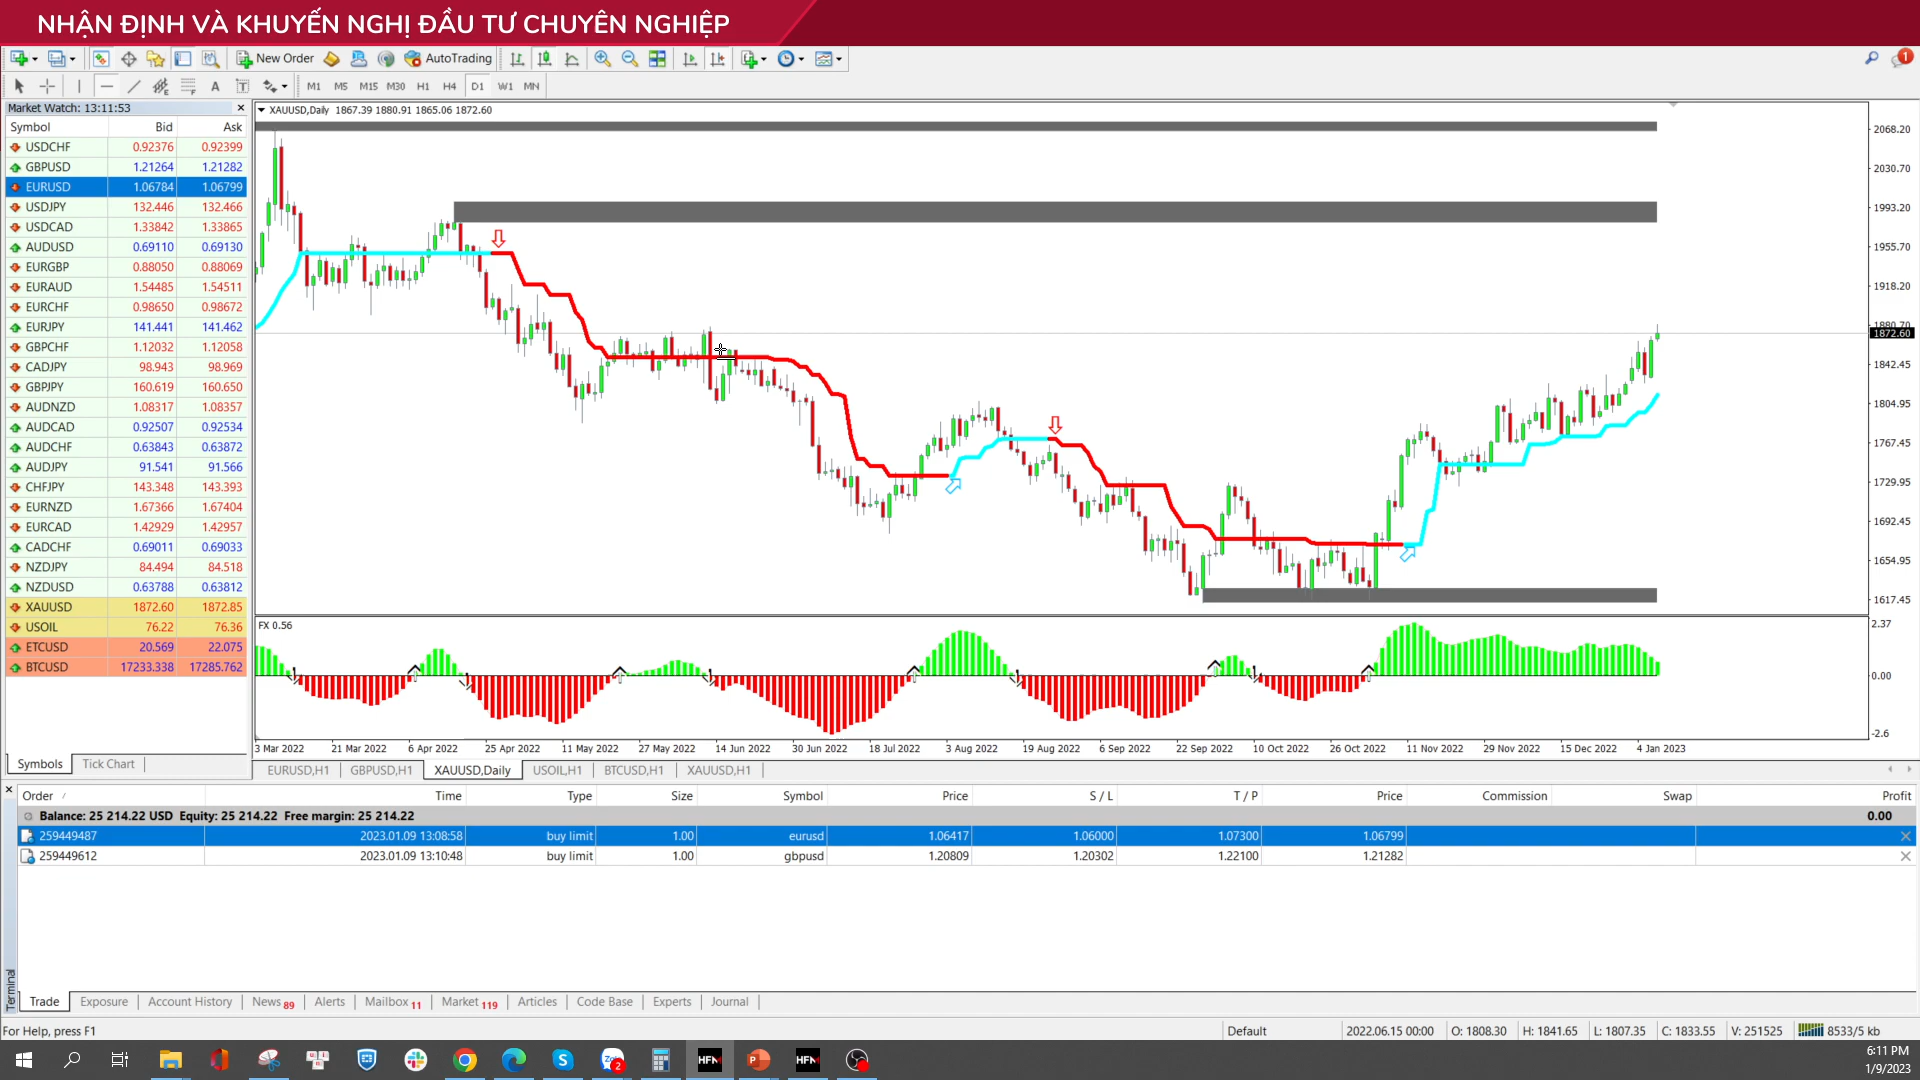 NHẬN ĐỊNH VÀ KHUYẾN NGHỊ ĐẦU TƯ CHUYÊN NGHIỆP
New Order AutoTrading 1
M1 M5 M15 M30 H1 H4 D1 W1 MN
Market Watch: 13:11:53
Symbol Bid Ask
USDCHF 0.92376 0.92399
GBPUSD 1.21264 1.21282
EURUSD 1.06784 1.06799
USDJPY 132.446 132.466
USDCAD 1.33842 1.33865
AUDUSD 0.69110 0.69130
EURGBP 0.88050 0.88069
EURAUD 1.54485 1.54511
EURCHF 0.98650 0.98672
EURJPY 141.441 141.462
GBPCHF 1.12032 1.12058
CADJPY 98.943 98.969
GBPJPY 160.619 160.650
AUDNZD 1.08317 1.08357
AUDCAD 0.92507 0.92534
AUDCHF 0.63843 0.63872
AUDJPY 91.541 91.566
CHFJPY 143.348 143.393
EURNZD 1.67366 1.67404
EURCAD 1.42929 1.42957
CADCHF 0.69011 0.69033
NZDJPY 84.494 84.518
NZDUSD 0.63788 0.63812
XAUUSD 1872.60 1872.85
USOIL 76.22 76.36
ETCUSD 20.569 22.075
BTCUSD 17233.338 17285.762
Symbols Tick Chart
XAUUSD,Daily 1867.39 1880.91 1865.06 1872.60
2068.20
2030.70
1993.20
1955.70
1918.20
1880.70
1872.60
1842.45
1804.95
1767.45
1729.95
1692.45
1654.95
1617.45
FX 0.56
2.37
0.00
-2.6
3 Mar 2022 21 Mar 2022 6 Apr 2022 25 Apr 2022 11 May 2022 27 May 2022 14 Jun 2022 30 Jun 2022 18 Jul 2022 3 Aug 2022 19 Aug 2022 6 Sep 2022 22 Sep 2022 10 Oct 2022 26 Oct 2022 11 Nov 2022 29 Nov 2022 15 Dec 2022 4 Jan 2023
EURUSD,H1 GBPUSD,H1 XAUUSD,Daily USOIL,H1 BTCUSD,H1 XAUUSD,H1
Order Time Type Size Symbol Price S / L T / P Price Commission Swap Profit
Balance: 25 214.22 USD Equity: 25 214.22 Free margin: 25 214.22 0.00
259449487 2023.01.09 13:08:58 buy limit 1.00 eurusd 1.06417 1.06000 1.07300 1.06799
259449612 2023.01.09 13:10:48 buy limit 1.00 gbpusd 1.20809 1.20302 1.22100 1.21282
Terminal
Trade Exposure Account History News 89 Alerts Mailbox 11 Market 119 Articles Code Base Experts Journal
For Help, press F1 Default 2022.06.15 00:00 O: 1808.30 H: 1841.65 L: 1807.35 C: 1833.55 V: 251525 8533/5 kb
HFM HFM
6:11 PM
1/9/2023